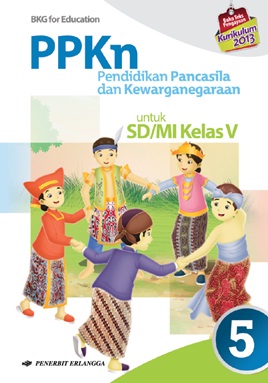 BKG for Education
PPKn
Buku Teks
Pengayaan
Kurikulum
2013
Pendidikan Pancasila
dan Kewarganegaraan
untuk
SD/MI Kelas V
5
PENERBIT ERLANGGA